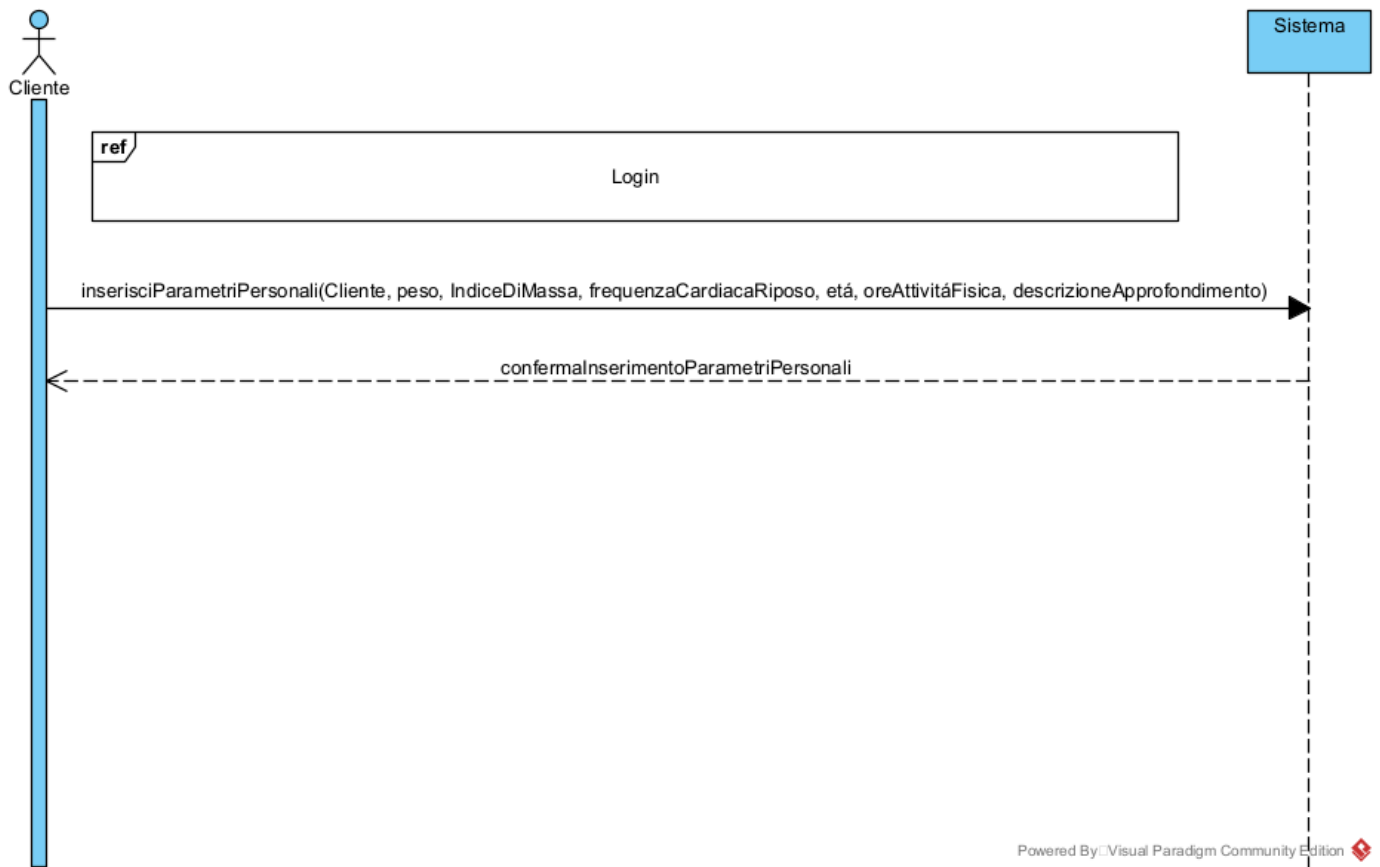 Sistema
Cliente
ref
Login
inserisciParametriPersonali(Cliente, peso, IndiceDiMassa, frequenzaCardiacaRiposo, etá, oreAttivitáFisica, descrizioneApprofondimento)
confermaInserimentoParametriPersonali
Powered By Visual Paradigm Community Edition